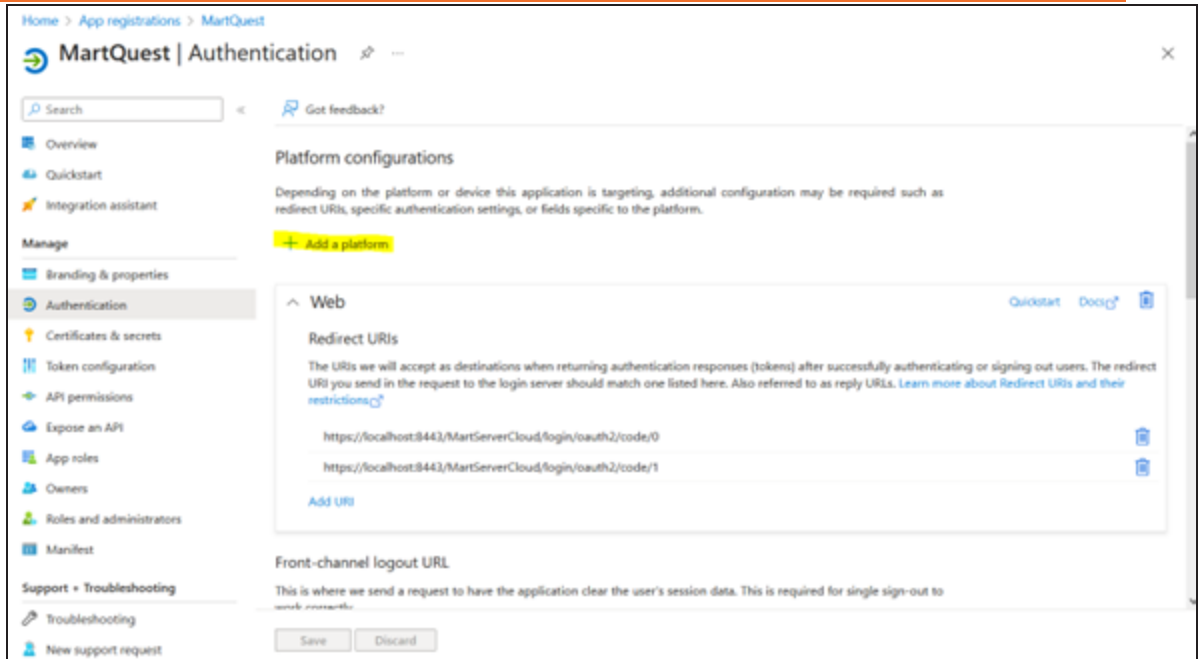 Home > App registrations > MartQuest
MartQuest | Authentication
Search
Got feedback?
Overview
Quickstart
Integration assistant
Manage
Branding & properties
Authentication
Certificates & secrets
Token configuration
API permissions
Expose an API
App roles
Owners
Roles and administrators
Manifest
Support + Troubleshooting
Troubleshooting
New support request
Platform configurations
Depending on the platform or device this application is targeting, additional configuration may be required such as
redirect URIs, specific authentication settings, or fields specific to the platform.
Add a platform
Web
Quickstart Docs
Redirect URIs
The URIs we will accept as destinations when returning authentication responses (tokens) after successfully authenticating or signing out users. The redirect
URI you send in the request to the login server should match one listed here. Also referred to as reply URLs. Learn more about Redirect URIs and their
restrictions
https://localhost:8443/MartServerCloud/login/oauth2/code/0
https://localhost:8443/MartServerCloud/login/oauth2/code/1
Add URI
Front-channel logout URL
This is where we send a request to have the application clear the user's session data. This is required for single sign-out to
work correctly.
Save Discard